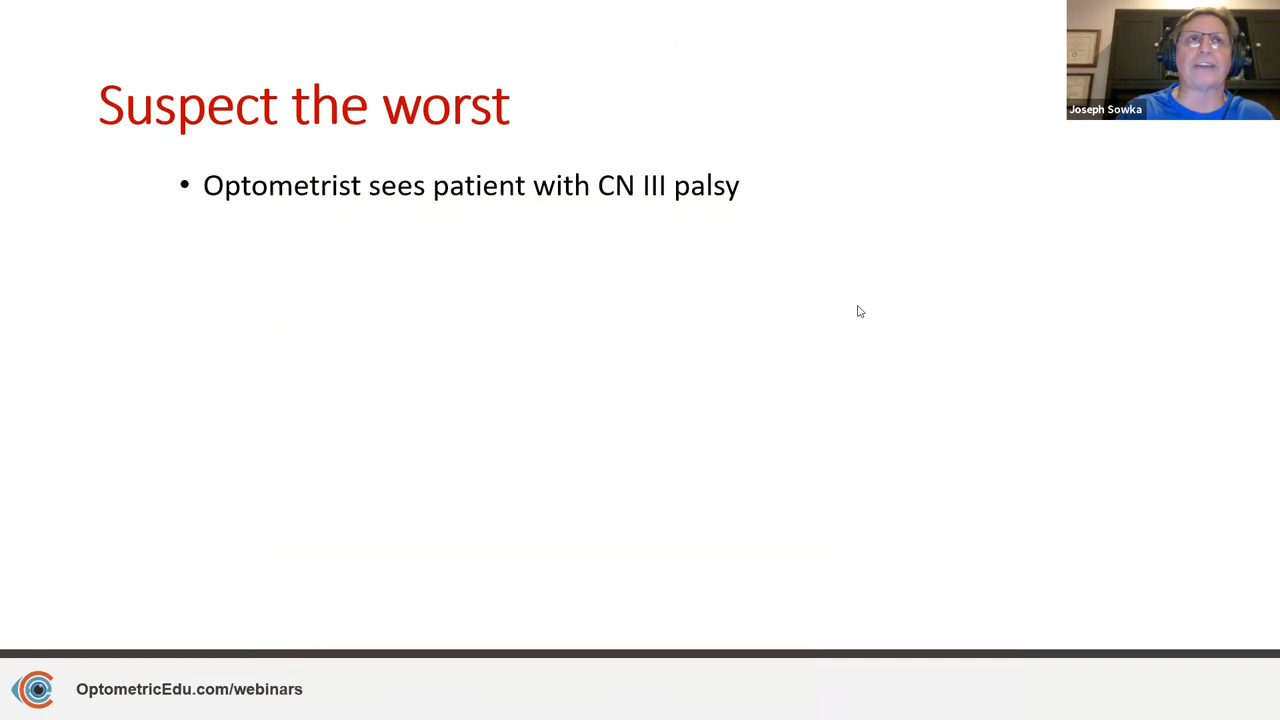 Suspect the worst
• Optometrist sees patient with CN III palsy
Joseph Sowka
OptometricEdu.com/webinars